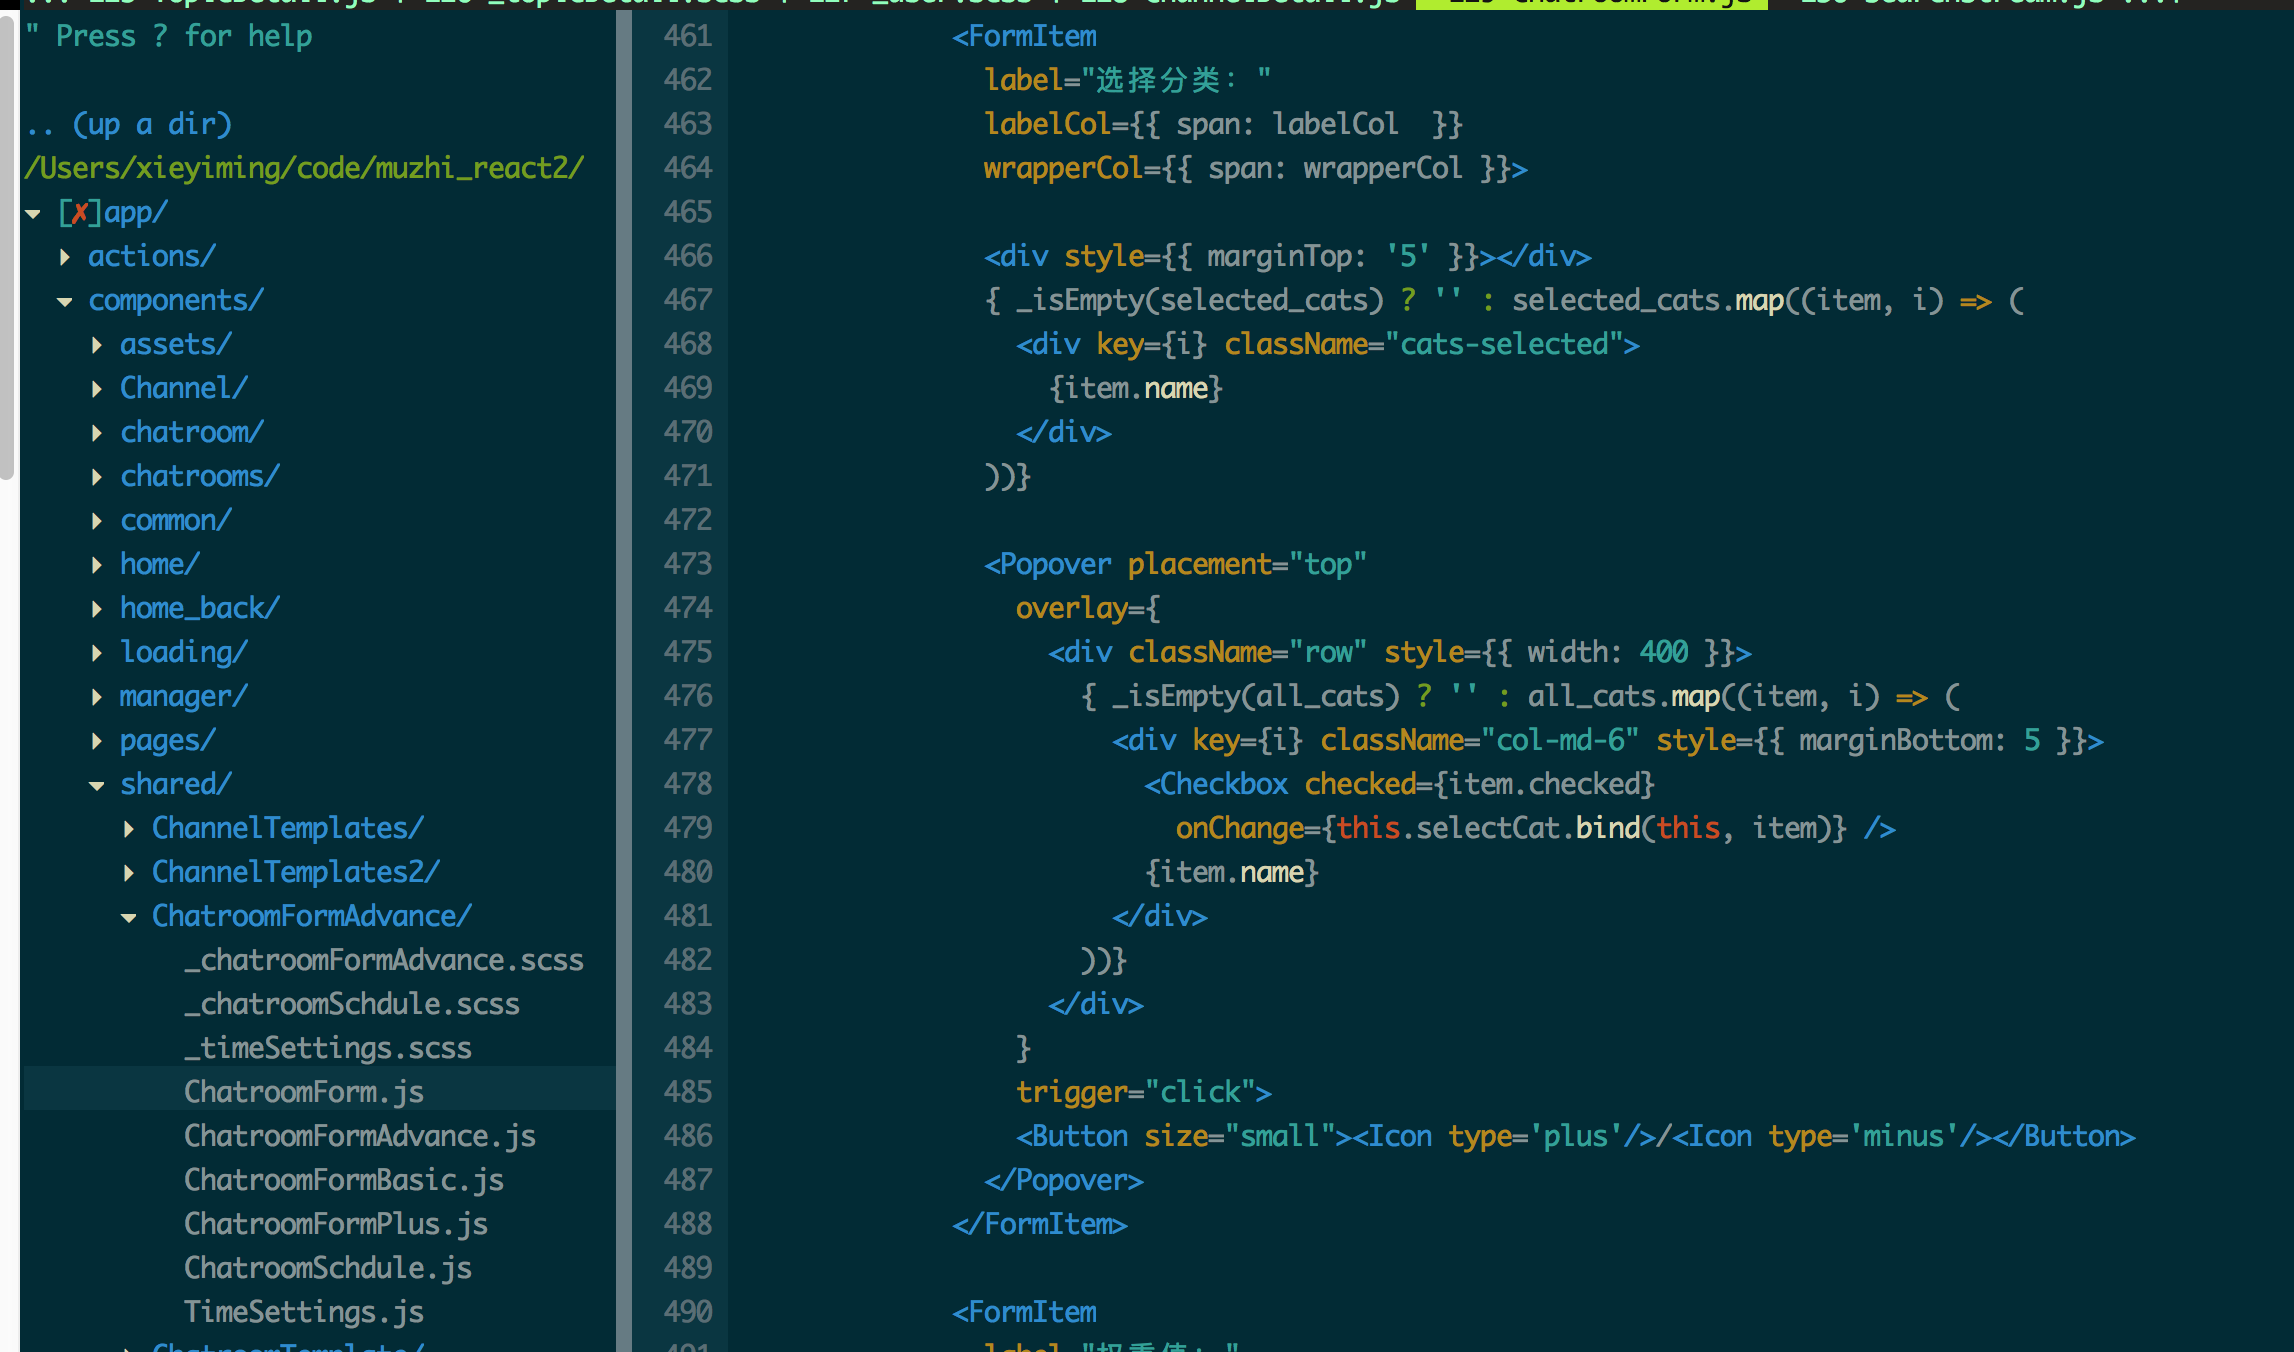 " Press ? for help
.. (up a dir)
/Users/xieyiming/code/muzhi_react2/
▾ [✗]app/
▸ actions/
▾ components/
▸ assets/
▸ Channel/
▸ chatroom/
▸ chatrooms/
▸ common/
▸ home/
▸ home_back/
▸ loading/
▸ manager/
▸ pages/
▾ shared/
▸ ChannelTemplates/
▸ ChannelTemplates2/
▾ ChatroomFormAdvance/
_chatroomFormAdvance.scss
_chatroomSchdule.scss
_timeSettings.scss
ChatroomForm.js
ChatroomFormAdvance.js
ChatroomFormBasic.js
ChatroomFormPlus.js
ChatroomSchdule.js
TimeSettings.js
461 <FormItem
462 label="选择分类："
463 labelCol={{ span: labelCol  }}
464 wrapperCol={{ span: wrapperCol }}>
465
466 <div style={{ marginTop: '5' }}></div>
467 { _isEmpty(selected_cats) ? '' : selected_cats.map((item, i) => (
468 <div key={i} className="cats-selected">
469 {item.name}
470 </div>
471 ))}
472
473 <Popover placement="top"
474 overlay={
475 <div className="row" style={{ width: 400 }}>
476 { _isEmpty(all_cats) ? '' : all_cats.map((item, i) => (
477 <div key={i} className="col-md-6" style={{ marginBottom: 5 }}>
478 <Checkbox checked={item.checked}
479 onChange={this.selectCat.bind(this, item)} />
480 {item.name}
481 </div>
482 ))}
483 </div>
484 }
485 trigger="click">
486 <Button size="small"><Icon type='plus'/>/<Icon type='minus'/></Button>
487 </Popover>
488 </FormItem>
489
490 <FormItem